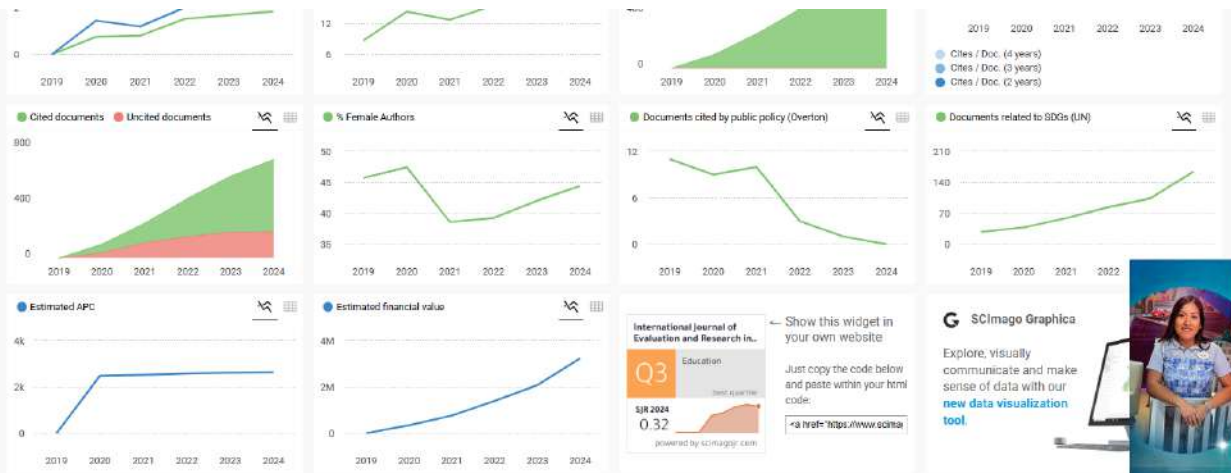 2
0
2019 2020 2021 2022 2023 2024
12
6
2019 2020 2021 2022 2023 2024
0
2019 2020 2021 2022 2023 2024
2019 2020 2021 2022 2023 2024
Cites / Doc. (4 years)
Cites / Doc. (3 years)
Cites / Doc. (2 years)
Cited documents Uncited documents
800
400
0
2019 2020 2021 2022 2023 2024
% Female Authors
50
45
40
35
2019 2020 2021 2022 2023 2024
Documents cited by public policy (Overton)
12
6
0
2019 2020 2021 2022 2023 2024
Documents related to SDGs (UN)
210
140
70
0
2019 2020 2021 2022
Estimated APC
4k
2k
0
2019 2020 2021 2022 2023 2024
Estimated financial value
4M
2M
0
2019 2020 2021 2022 2023 2024
International Journal of
Evaluation and Research in..
Q3
Education
best quartile
SJR 2024
0.32
powered by scimagojr.com
← Show this widget in
your own website
Just copy the code below
and paste within your html
code:
<a href="https://www.scimag
SCImago Graphica
Explore, visually
communicate and make
sense of data with our
new data visualization
tool.